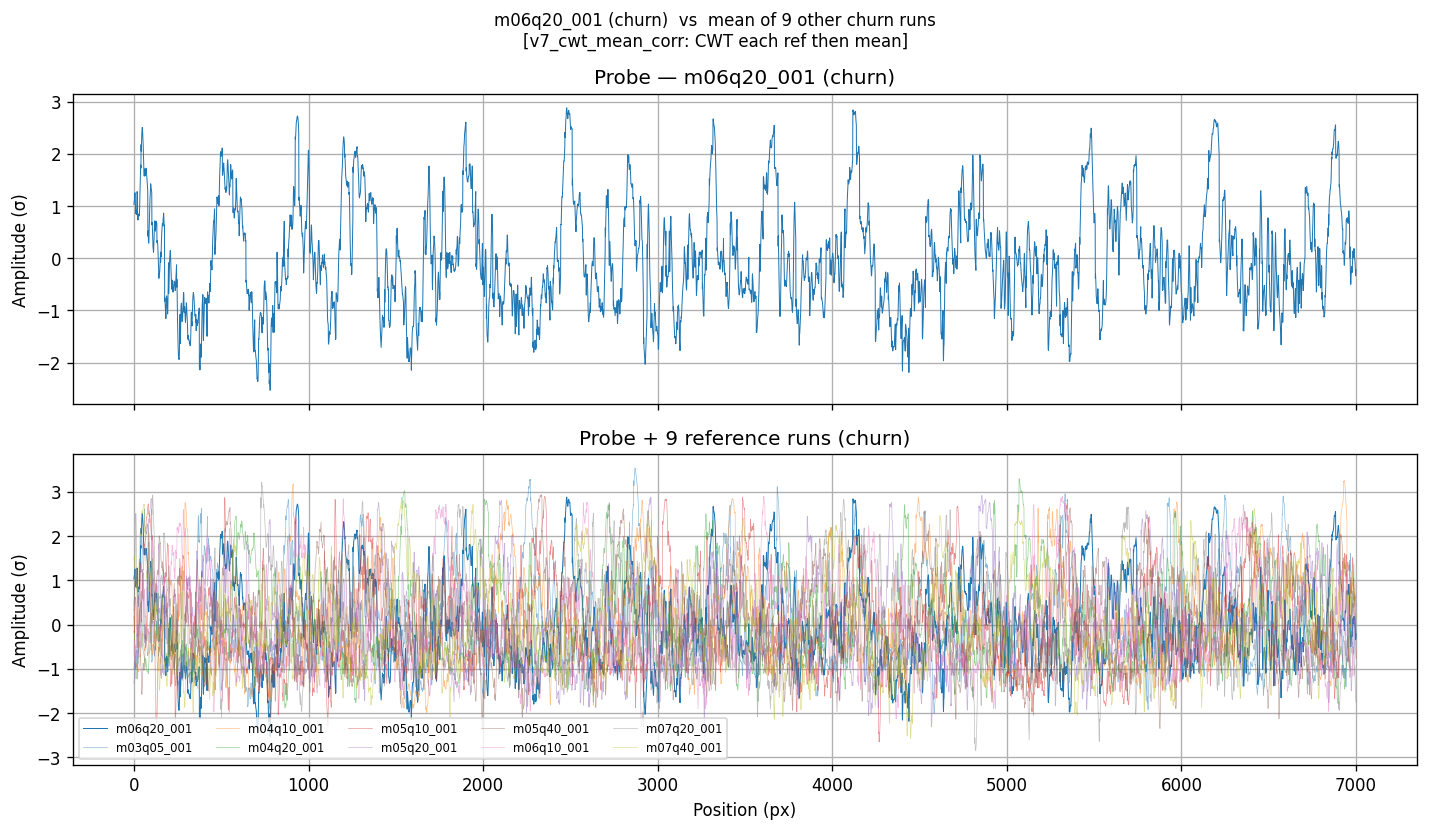 m06q20_001 (churn)  vs  mean of 9 other churn runs
[v7_cwt_mean_corr: CWT each ref then mean]
Probe — m06q20_001 (churn)
3
2
1
0
−1
−2
Amplitude (σ)
Probe + 9 reference runs (churn)
3
2
1
0
−1
−2
−3
Amplitude (σ)
m06q20_001 m04q10_001 m05q10_001 m05q40_001 m07q20_001
m03q05_001 m04q20_001 m05q20_001 m06q10_001 m07q40_001
0 1000 2000 3000 4000 5000 6000 7000
Position (px)